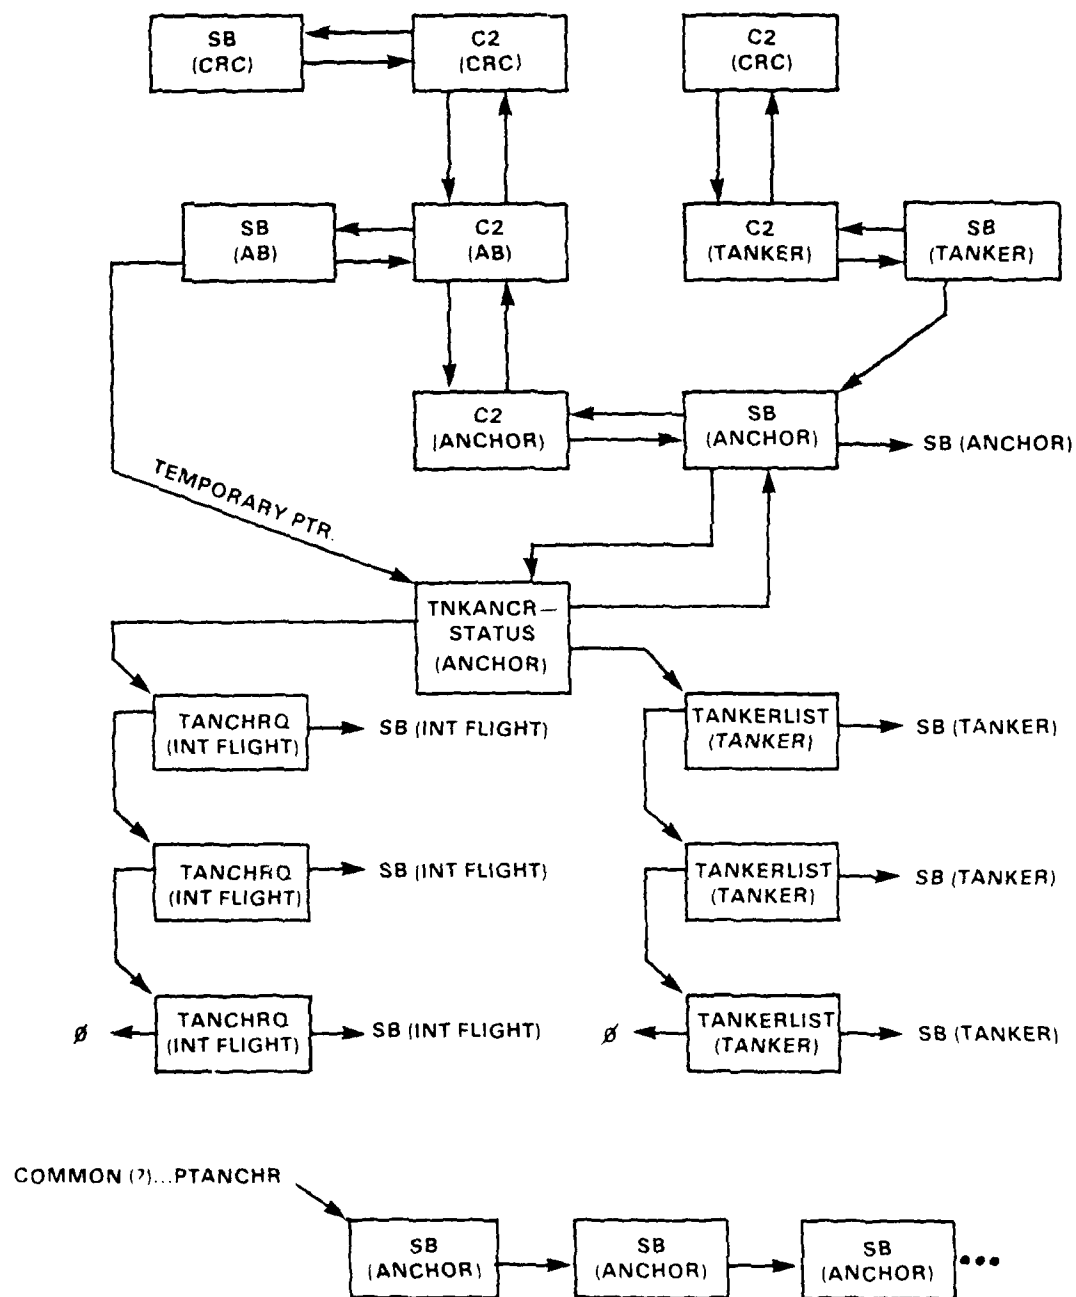 SB
(CRC)
C2
(CRC)
C2
(CRC)
SB
(AB)
C2
(AB)
C2
(TANKER)
SB
(TANKER)
C2
(ANCHOR)
SB
(ANCHOR)
SB (ANCHOR)
TEMPORARY PTR.
TNKANCR—
STATUS
(ANCHOR)
TANCHRQ
(INT FLIGHT)
SB (INT FLIGHT)
TANKERLIST
(TANKER)
SB (TANKER)
TANCHRQ
(INT FLIGHT)
SB (INT FLIGHT)
TANKERLIST
(TANKER)
SB (TANKER)
Ø
TANCHRQ
(INT FLIGHT)
SB (INT FLIGHT)
Ø
TANKERLIST
(TANKER)
SB (TANKER)
COMMON (?)...PTANCHR
SB
(ANCHOR)
SB
(ANCHOR)
SB
(ANCHOR)
•••